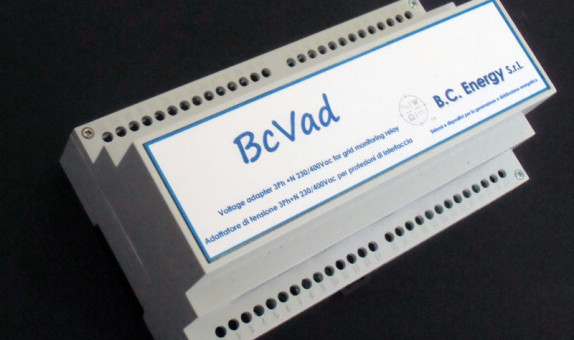 BcVad
B.C. Energy S.r.l.
Voltage adapter 3Ph +N 230/400Vac for grid monitoring relay
Adattatore di tensione 3Ph+N 230/400Vac per protezioni di interfaccia